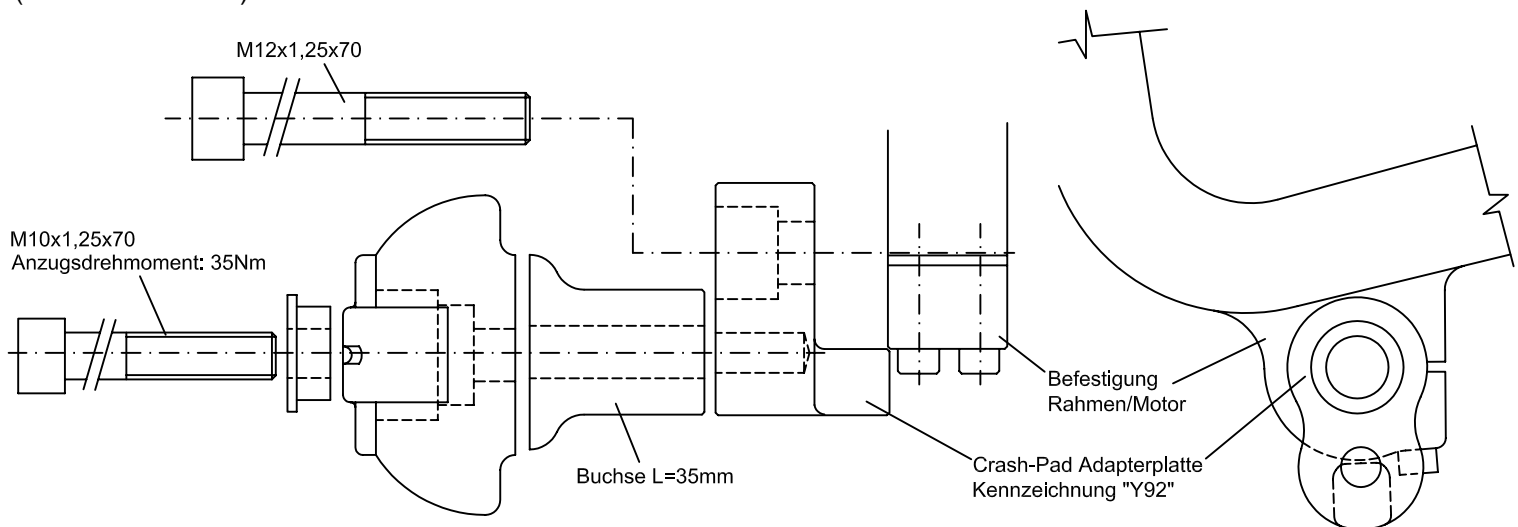 M12x1,25x70
M10x1,25x70
Anzugsdrehmoment: 35Nm
Befestigung
Rahmen/Motor
Buchse L=35mm
Crash-Pad Adapterplatte
Kennzeichnung "Y92"